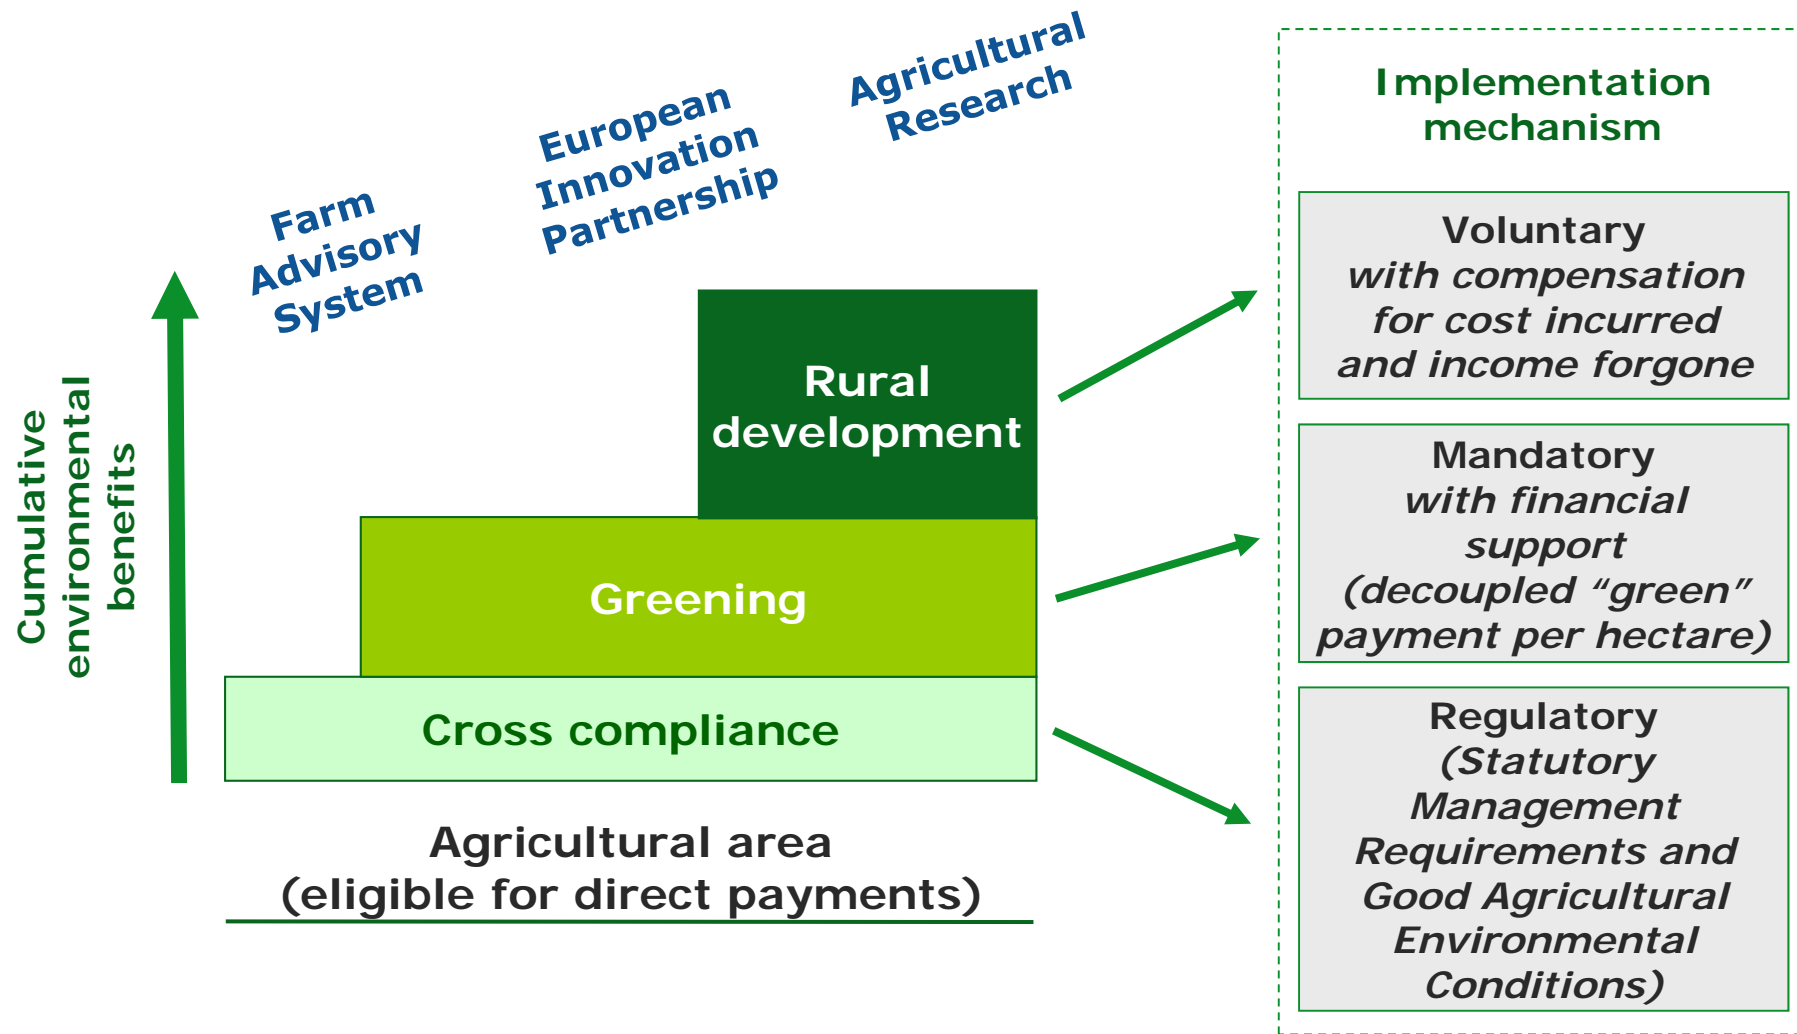 Farm
Advisory
System
European
Innovation
Partnership
Agricultural
Research
Cumulative
environmental
benefits
Rural
development
Greening
Cross compliance
Agricultural area
(eligible for direct payments)
Implementation
mechanism
Voluntary
with compensation
for cost incurred
and income forgone
Mandatory
with financial
support
(decoupled “green”
payment per hectare)
Regulatory
(Statutory
Management
Requirements and
Good Agricultural
Environmental
Conditions)